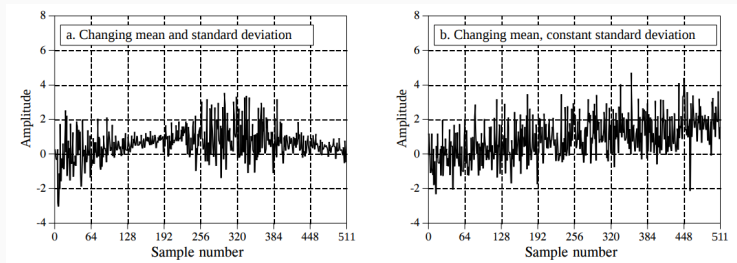 a. Changing mean and standard deviation
8
6
4
2
0
-2
-4
Amplitude
0 64 128 192 256 320 384 448 511
Sample number
b. Changing mean, constant standard deviation
8
6
4
2
0
-2
-4
Amplitude
0 64 128 192 256 320 384 448 511
Sample number